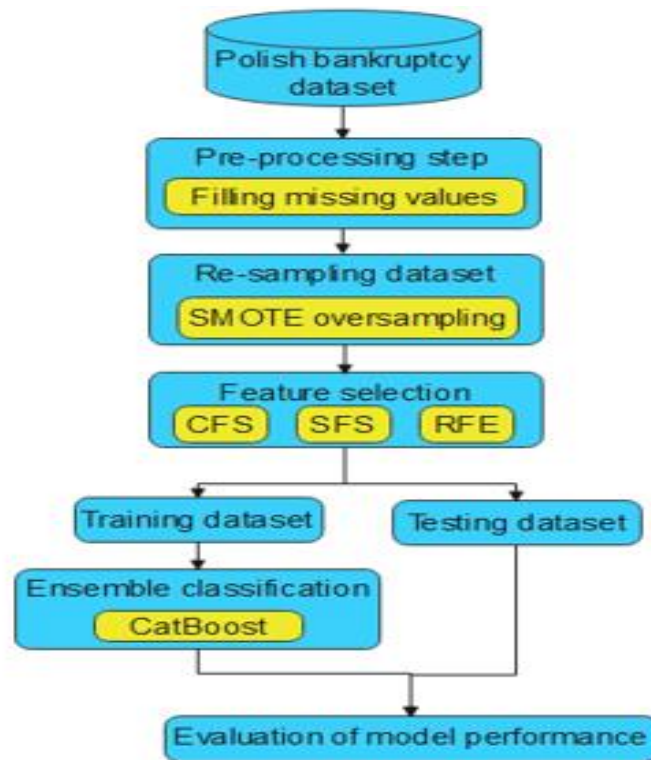 Polish bankruptcy
dataset
Pre-processing step
Filling missing values
Re-sampling dataset
SMOTE oversampling
Feature selection
CFS SFS RFE
Training dataset
Testing dataset
Ensemble classification
CatBoost
Evaluation of model performance